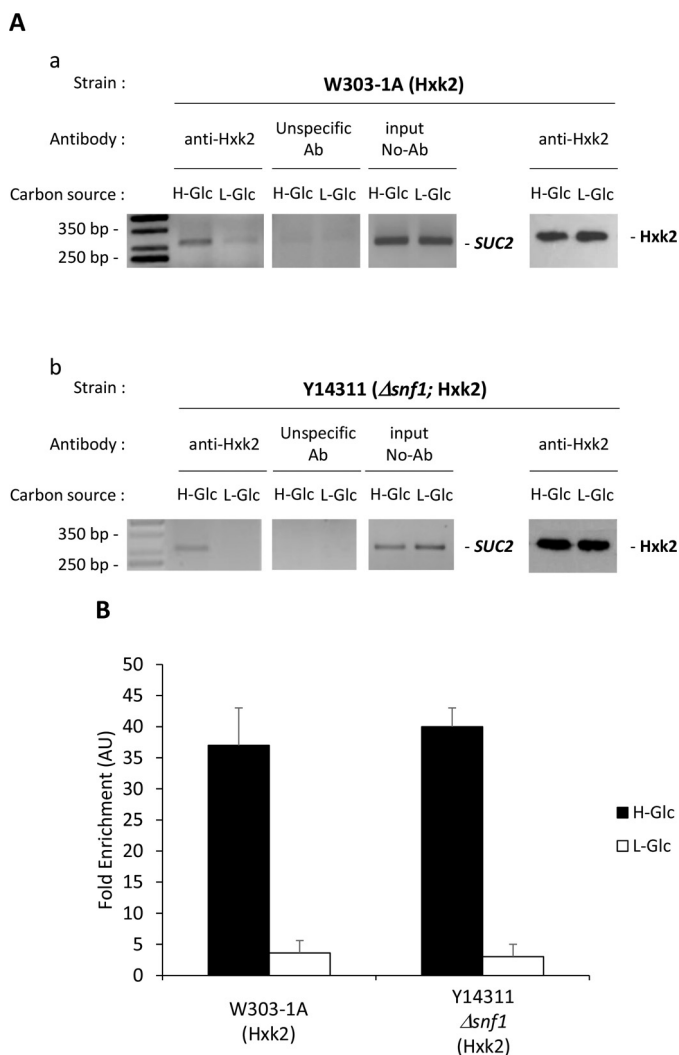 A
a
Strain : W303-1A (Hxk2)
Antibody : anti-Hxk2 Unspecific Ab input No-Ab anti-Hxk2
Carbon source : H-Glc L-Glc H-Glc L-Glc H-Glc L-Glc H-Glc L-Glc
350 bp -
250 bp -
- SUC2
- Hxk2
b
Strain : Y14311 (Δsnf1; Hxk2)
Antibody : anti-Hxk2 Unspecific Ab input No-Ab anti-Hxk2
Carbon source : H-Glc L-Glc H-Glc L-Glc H-Glc L-Glc H-Glc L-Glc
350 bp -
250 bp -
- SUC2
- Hxk2
B
Fold Enrichment (AU)
50
45
40
35
30
25
20
15
10
5
0
H-Glc
L-Glc
W303-1A
(Hxk2)
Y14311
Δsnf1
(Hxk2)